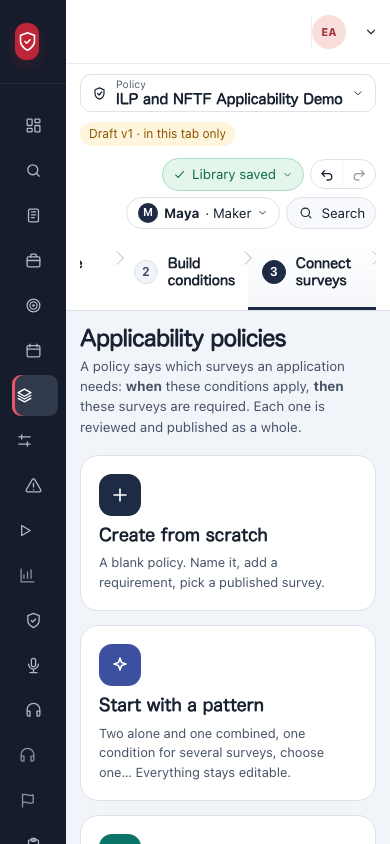 EA
Policy
ILP and NFTF Applicability Demo
Draft v1 · in this tab only
Library saved
M Maya · Maker
Search
e
2 Build conditions
3 Connect surveys
Applicability policies
A policy says which surveys an application
needs: when these conditions apply, then
these surveys are required. Each one is
reviewed and published as a whole.
Create from scratch
A blank policy. Name it, add a
requirement, pick a published survey.
Start with a pattern
Two alone and one combined, one
condition for several surveys, choose
one... Everything stays editable.